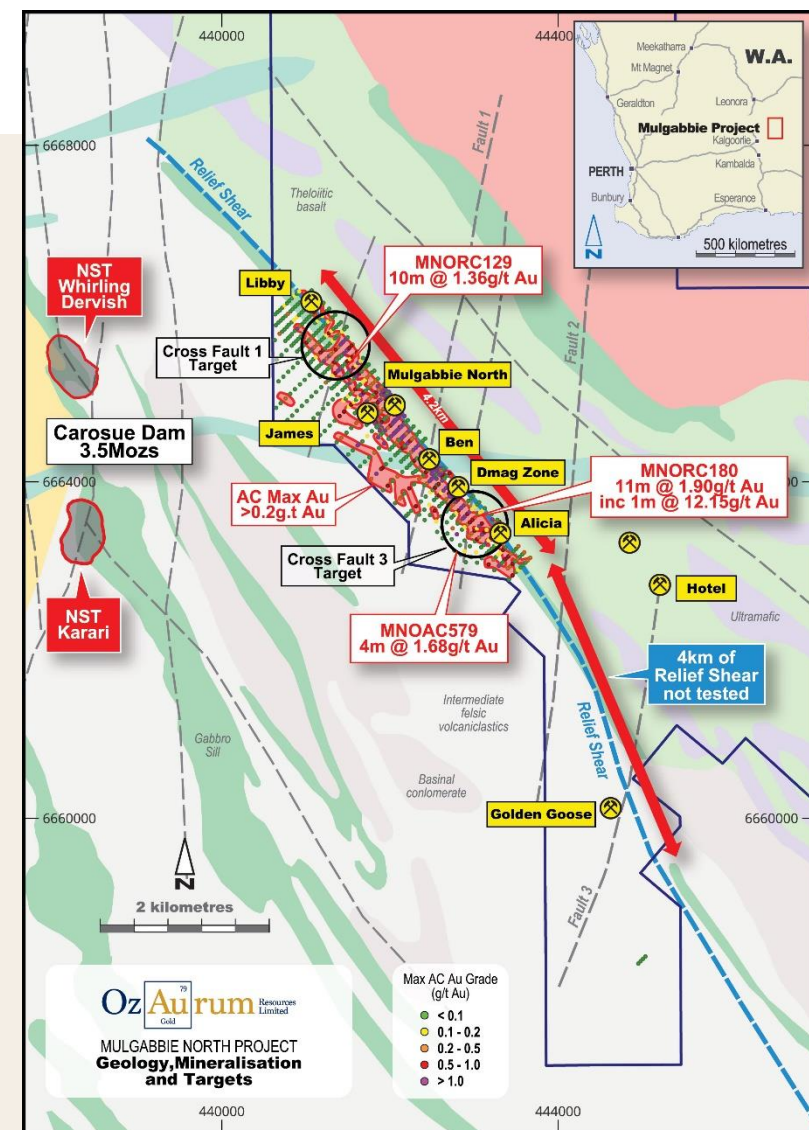 440000
444000
Meekatharra
Mt Magnet
W.A.
Geraldton
Leonora
Mulgabbie Project
Kalgoorlie
Kambalda
PERTH
Bunbury
Esperance
N
500 kilometres
6668000
Relief Shear
Theloiitic
basalt
Fault 1
Fault 2
NST
Whirling
Dervish
Libby
MNORC129
10m @ 1.36g/t Au
Cross Fault 1
Target
Mulgabbie North
4.2km
James
Ben
Carosue Dam
3.5Mozs
Dmag Zone
6664000
AC Max Au
>0.2g.t Au
MNORC180
11m @ 1.90g/t Au
inc 1m @ 12.15g/t Au
Alicia
Cross Fault 3
Target
NST
Karari
Hotel
MNOAC579
4m @ 1.68g/t Au
Ultramafic
4km of
Relief Shear
not tested
Relief Shear
Intermediate
felsic
volcaniclastics
Gabbro
Sill
Basinal
conlomerate
6660000
Golden Goose
6660000
N
Fault 3
2 kilometres
Oz Aurum Resources
Limited
79
Gold
MULGABBIE NORTH PROJECT
Geology,Mineralisation
and Targets
Max AC Au Grade
(g/t Au)
< 0.1
0.1 - 0.2
0.2 - 0.5
0.5 - 1.0
> 1.0
440000
444000